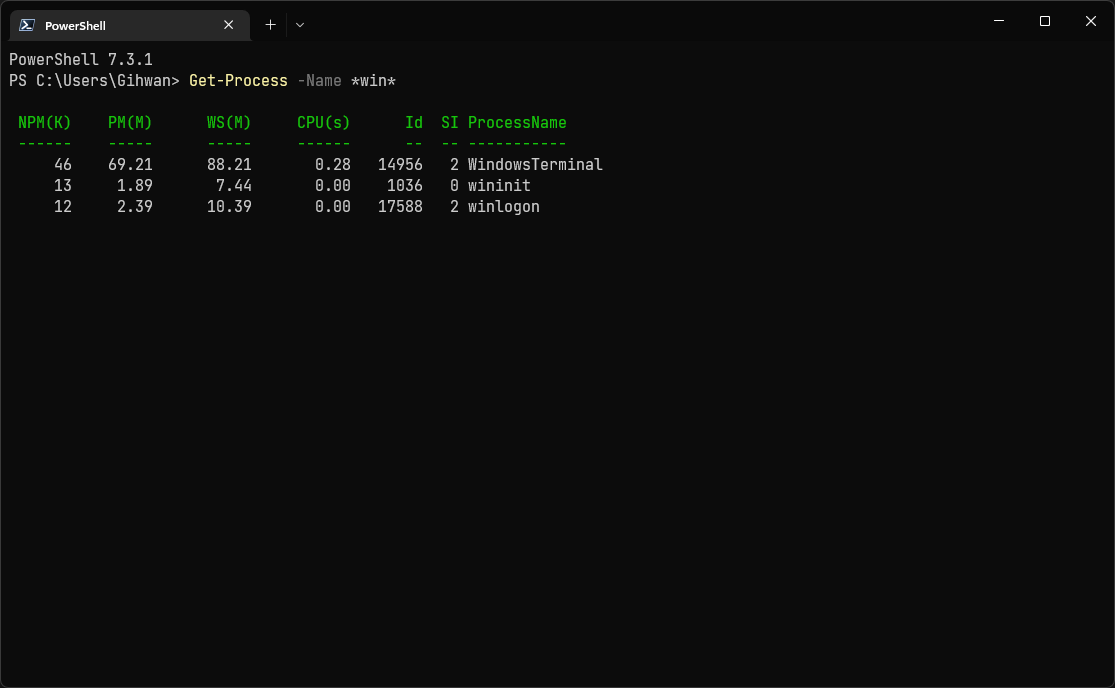 PowerShell
PowerShell 7.3.1
PS C:\Users\Gihwan> Get-Process -Name *win*
 NPM(K)    PM(M)      WS(M)     CPU(s)      Id  SI ProcessName
 ------    -----      -----     ------      --  -- -----------
     46    69.21      88.21       0.28   14956   2 WindowsTerminal
     13     1.89       7.44       0.00    1036   0 wininit
     12     2.39      10.39       0.00   17588   2 winlogon